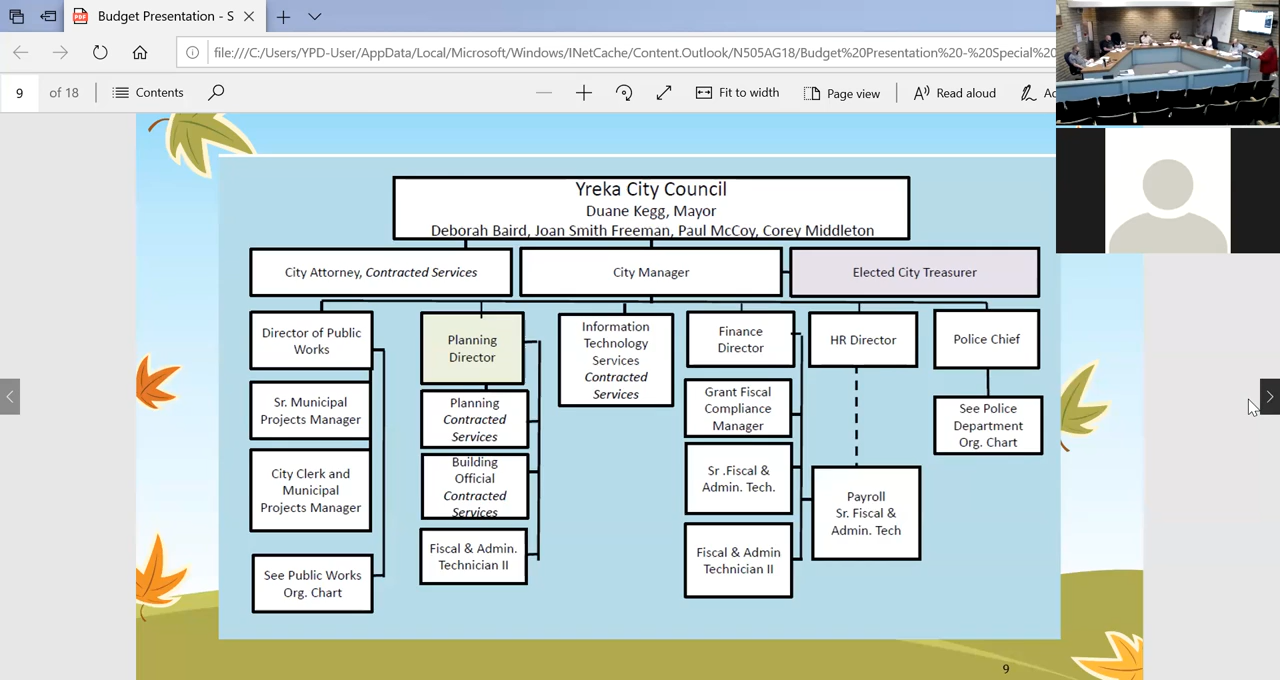 Budget Presentation - S
file:///C:/Users/YPD-User/AppData/Local/Microsoft/Windows/INetCache/Content.Outlook/N505AG18/Budget%20Presentation%20-%20Special%20
9
of 18
Contents
Fit to width
Page view
Read aloud
Yreka City Council
Duane Kegg, Mayor
Deborah Baird, Joan Smith Freeman, Paul McCoy, Corey Middleton
City Attorney, Contracted Services
City Manager
Elected City Treasurer
Director of Public
Works
Sr. Municipal
Projects Manager
City Clerk and
Municipal
Projects Manager
See Public Works
Org. Chart
Planning
Director
Planning
Contracted
Services
Building
Official
Contracted
Services
Fiscal & Admin.
Technician II
Information
Technology
Services
Contracted
Services
Finance
Director
Grant Fiscal
Compliance
Manager
Sr .Fiscal &
Admin. Tech.
Fiscal & Admin
Technician II
HR Director
Payroll
Sr. Fiscal &
Admin. Tech
Police Chief
See Police
Department
Org. Chart
9